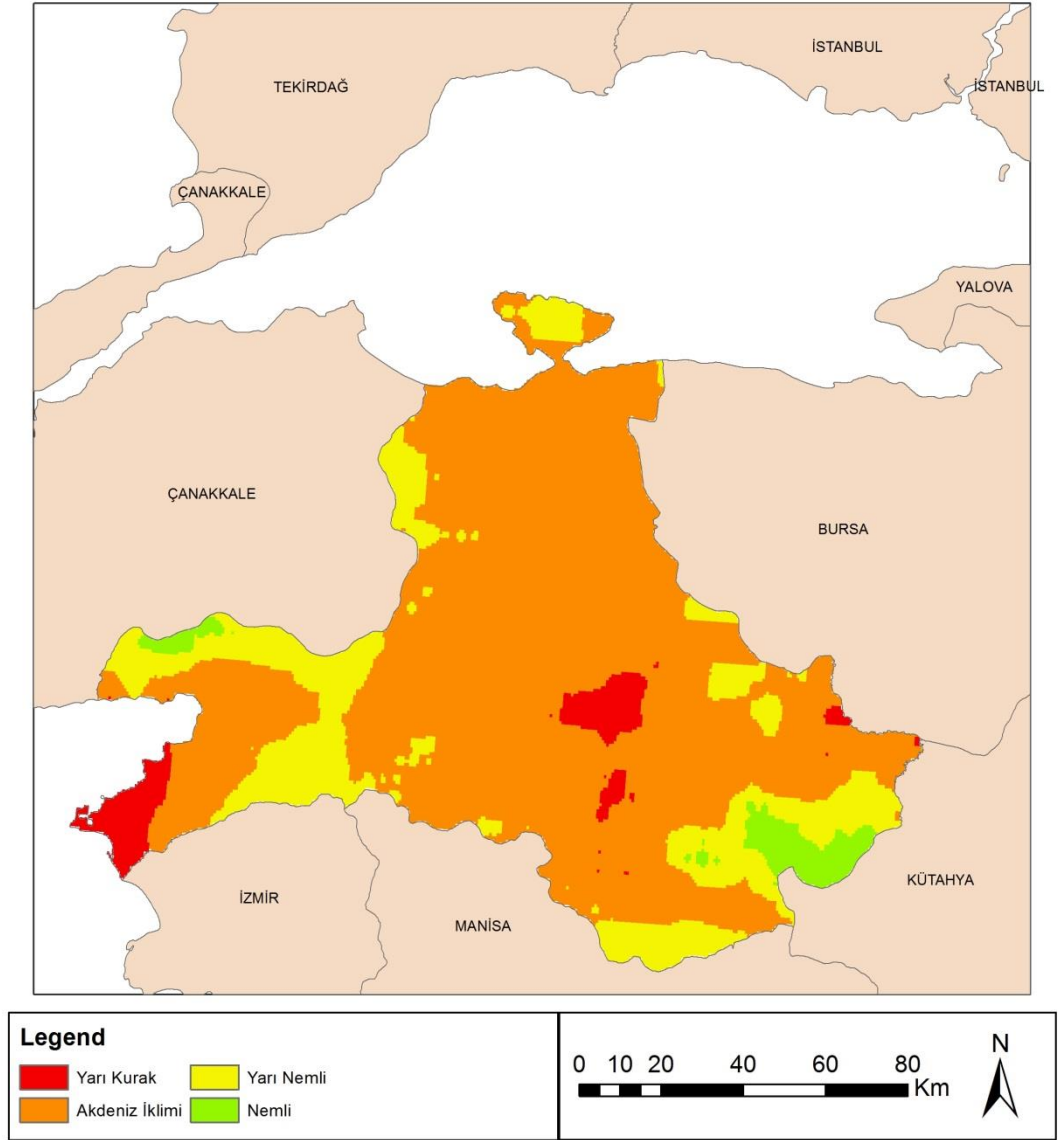 İSTANBUL
TEKİRDAĞ
İSTANBUL
ÇANAKKALE
YALOVA
ÇANAKKALE
BURSA
KÜTAHYA
İZMİR
MANİSA
Legend
Yarı Kurak
Yarı Nemli
Akdeniz İklimi
Nemli
0 10 20 40 60 80
Km
N